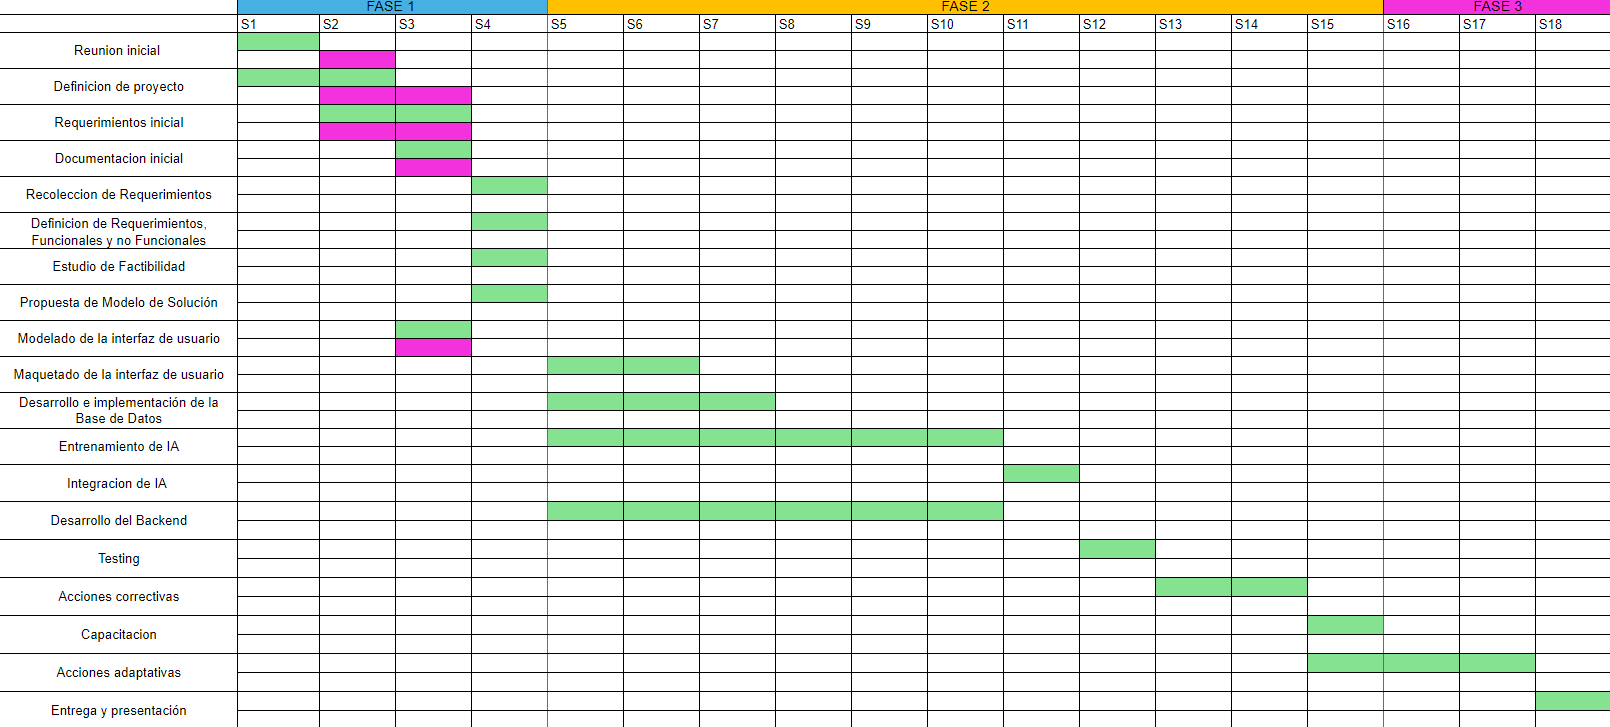 FASE 1 FASE 2 FASE 3
S1 S2 S3 S4 S5 S6 S7 S8 S9 S10 S11 S12 S13 S14 S15 S16 S17 S18
Reunion inicial
Definicion de proyecto
Requerimientos inicial
Documentacion inicial
Recoleccion de Requerimientos
Definicion de Requerimientos,
Funcionales y no Funcionales
Estudio de Factibilidad
Propuesta de Modelo de Solución
Modelado de la interfaz de usuario
Maquetado de la interfaz de usuario
Desarrollo e implementación de la
Base de Datos
Entrenamiento de IA
Integracion de IA
Desarrollo del Backend
Testing
Acciones correctivas
Capacitacion
Acciones adaptativas
Entrega y presentación